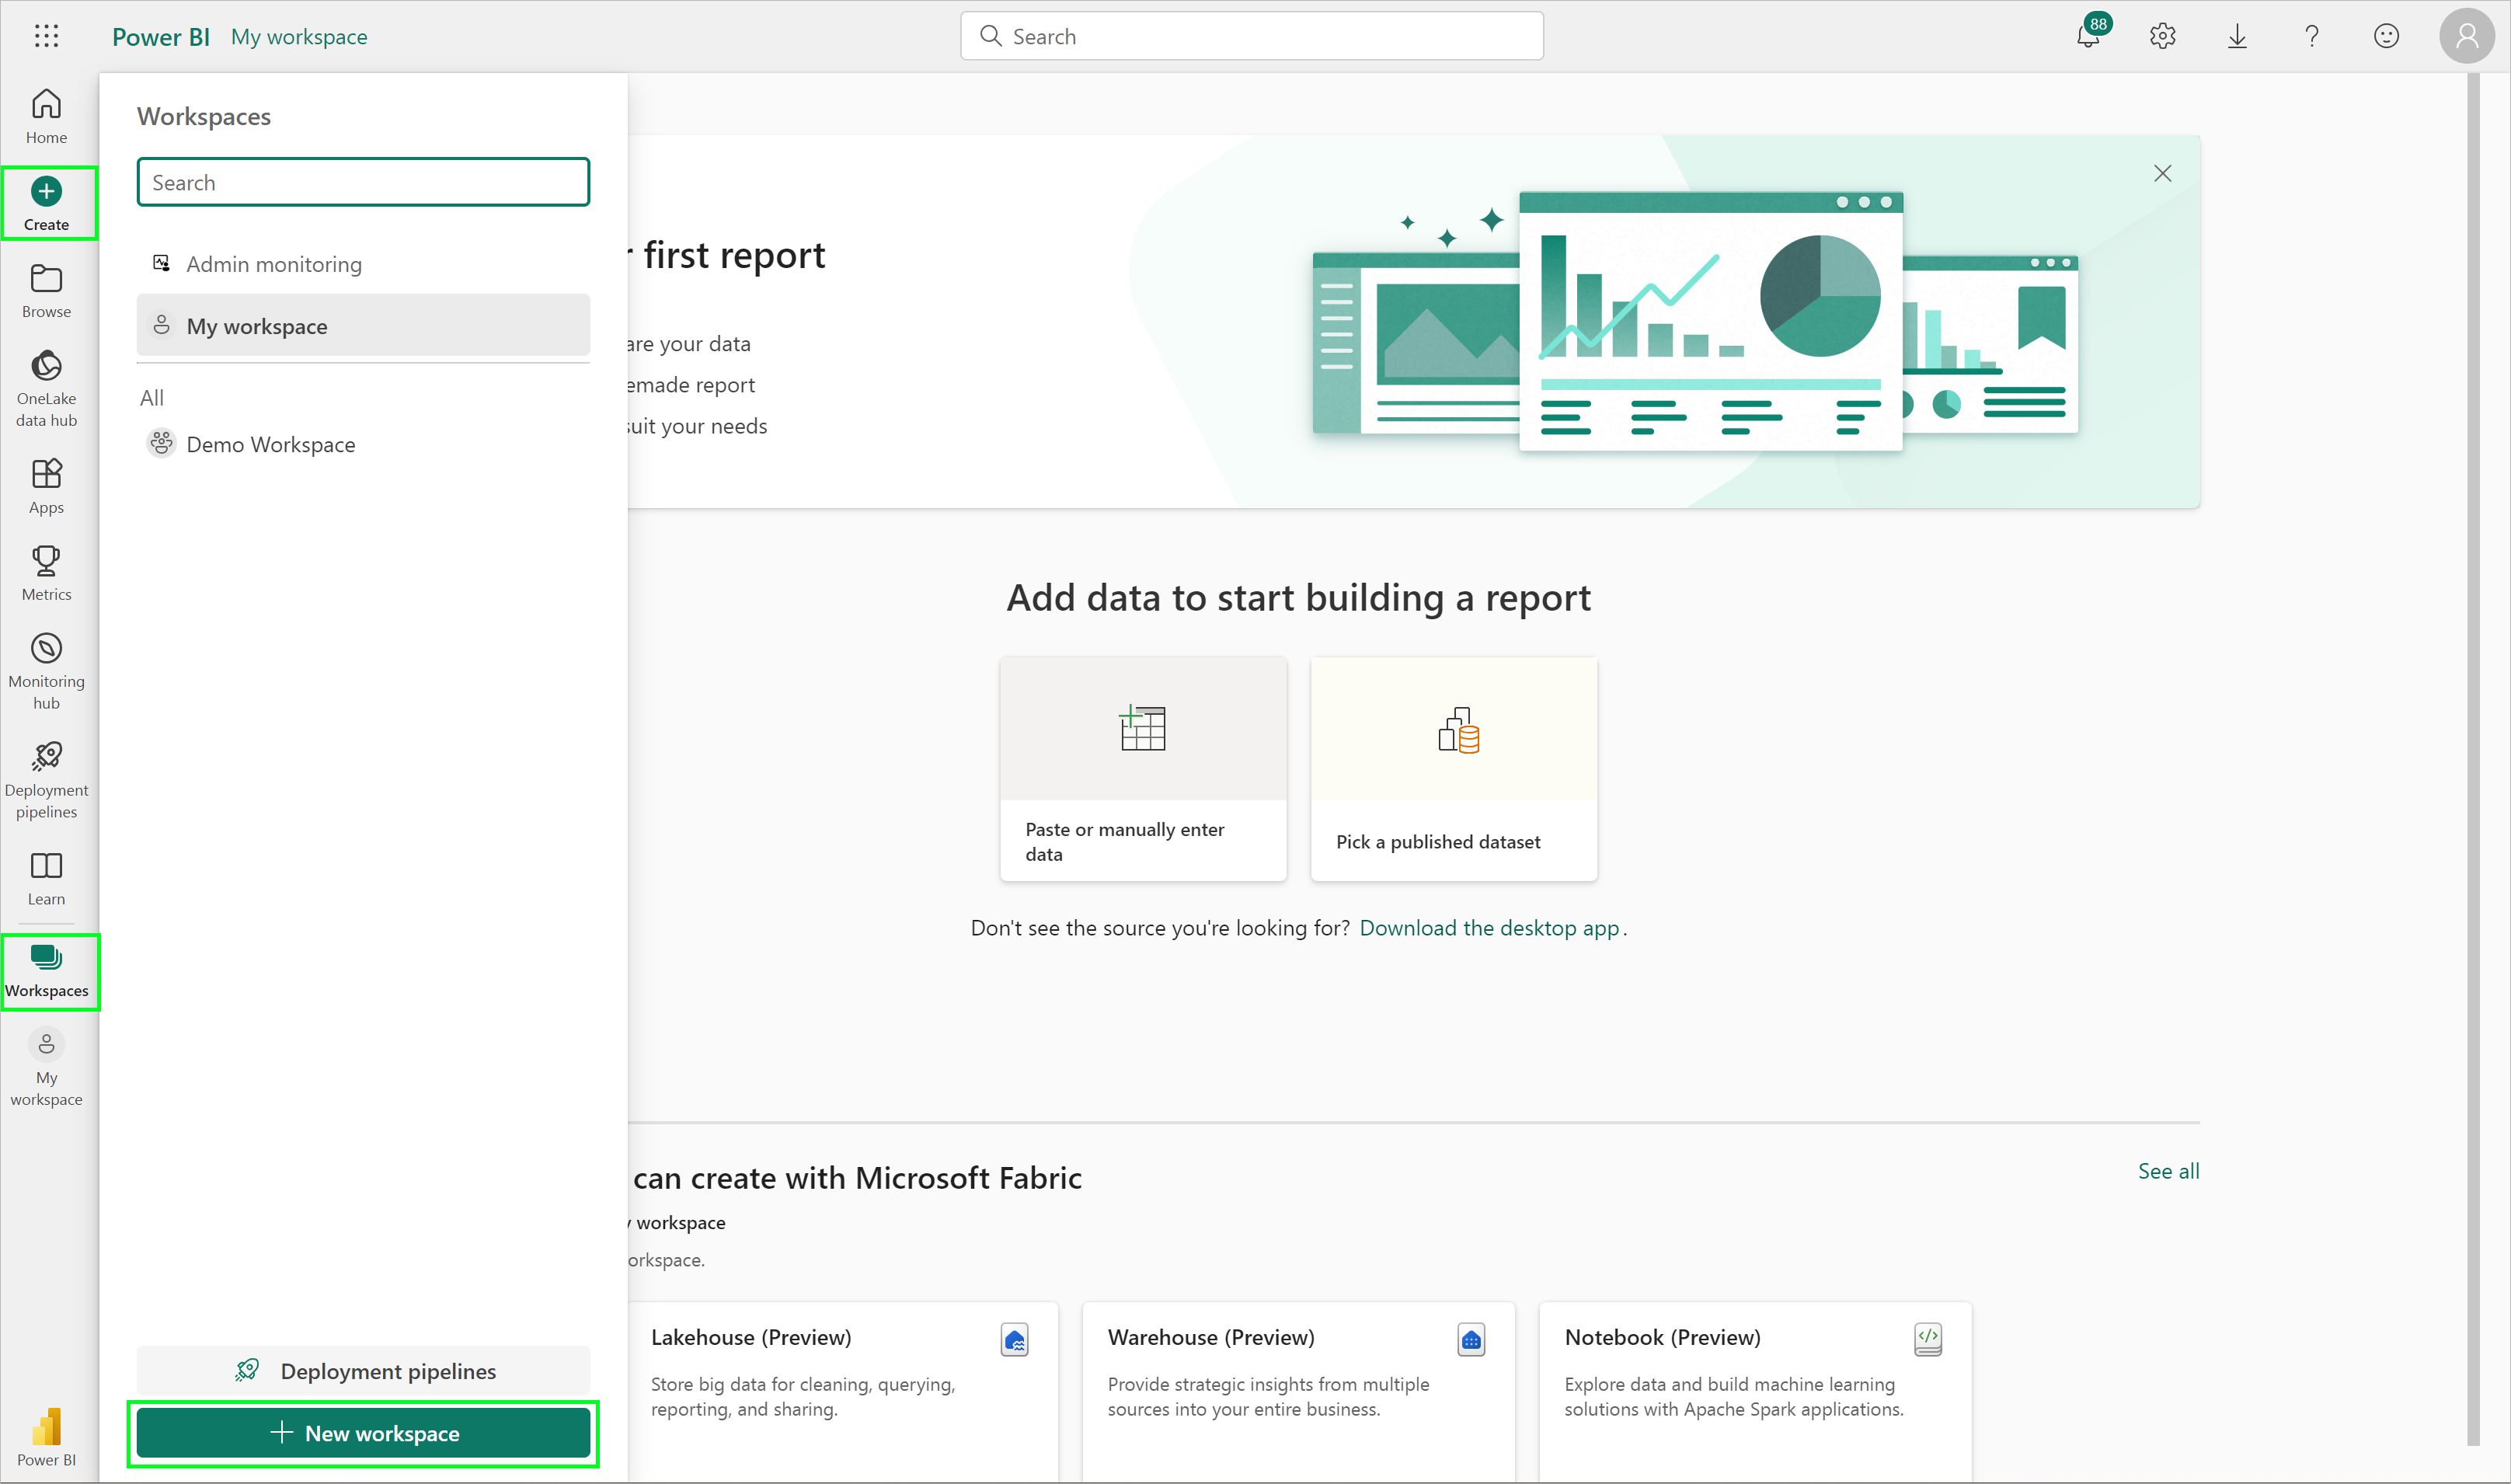 Power BI My workspace
Search
88
Home
Create
Browse
OneLake
data hub
Apps
Metrics
Monitoring
hub
Deployment
pipelines
Learn
Workspaces
My
workspace
Power BI
Workspaces
Search
Admin monitoring
My workspace
All
Demo Workspace
Deployment pipelines
New workspace
first report
are your data
emade report
suit your needs
Add data to start building a report
Paste or manually enter
data
Pick a published dataset
Don't see the source you're looking for? Download the desktop app.
can create with Microsoft Fabric
See all
workspace
orkspace.
Lakehouse (Preview)
Store big data for cleaning, querying,
reporting, and sharing.
Warehouse (Preview)
Provide strategic insights from multiple
sources into your entire business.
Notebook (Preview)
Explore data and build machine learning
solutions with Apache Spark applications.